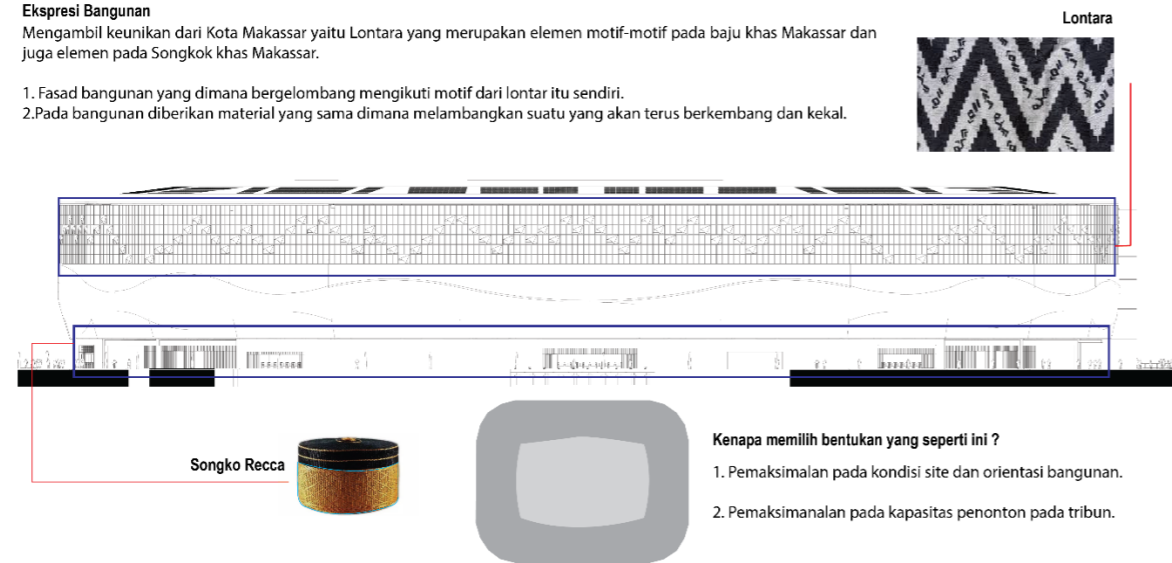 Ekspresi Bangunan
Mengambil keunikan dari Kota Makassar yaitu Lontara yang merupakan elemen motif-motif pada baju khas Makassar dan
juga elemen pada Songkok khas Makassar.
1. Fasad bangunan yang dimana bergelombang mengikuti motif dari lontar itu sendiri.
2.Pada bangunan diberikan material yang sama dimana melambangkan suatu yang akan terus berkembang dan kekal.
Lontara
Songko Recca
Kenapa memilih bentukan yang seperti ini ?
1. Pemaksimalan pada kondisi site dan orientasi bangunan.
2. Pemaksimanalan pada kapasitas penonton pada tribun.